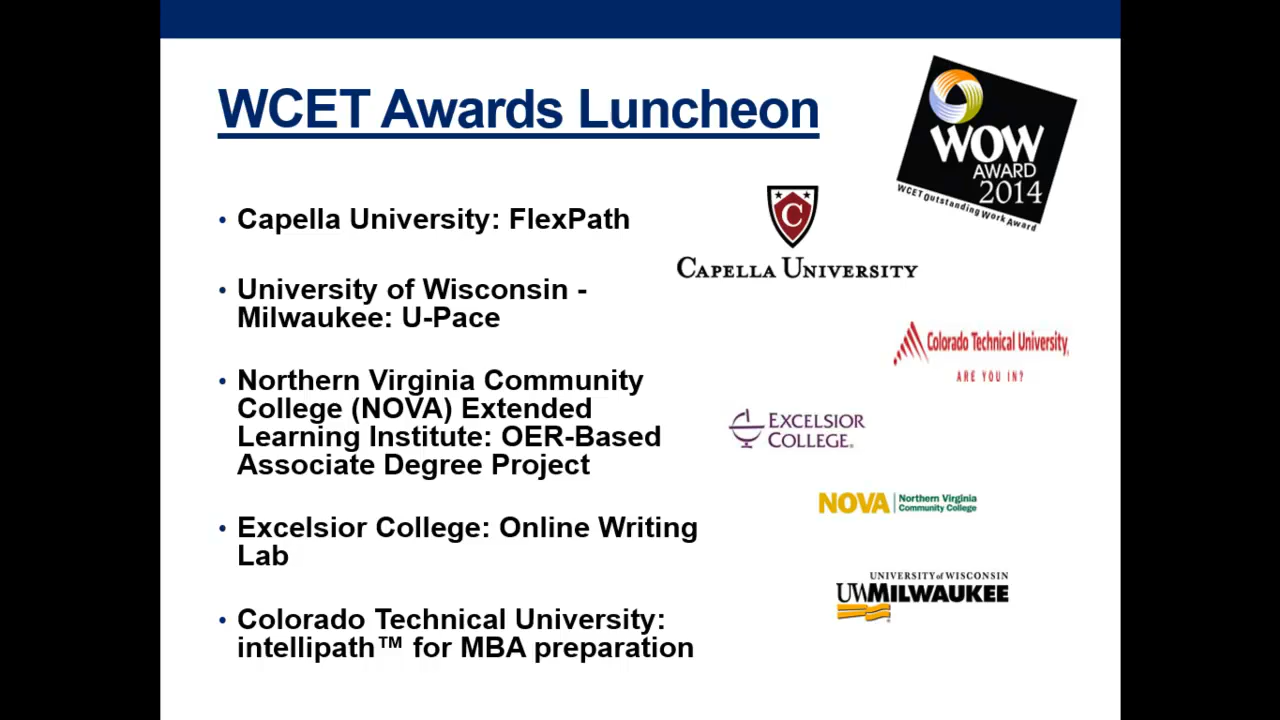 WCET Awards Luncheon
WOW
AWARD
2014
WCET Outstanding Work Award
• Capella University: FlexPath
C
CAPELLA UNIVERSITY
• University of Wisconsin -
Milwaukee: U-Pace
Colorado Technical University
ARE YOU IN?
• Northern Virginia Community
College (NOVA) Extended
Learning Institute: OER-Based
Associate Degree Project
EXCELSIOR
COLLEGE
NOVA Northern Virginia
Community College
• Excelsior College: Online Writing
Lab
UNIVERSITY of WISCONSIN
UWMILWAUKEE
• Colorado Technical University:
intellipath™ for MBA preparation